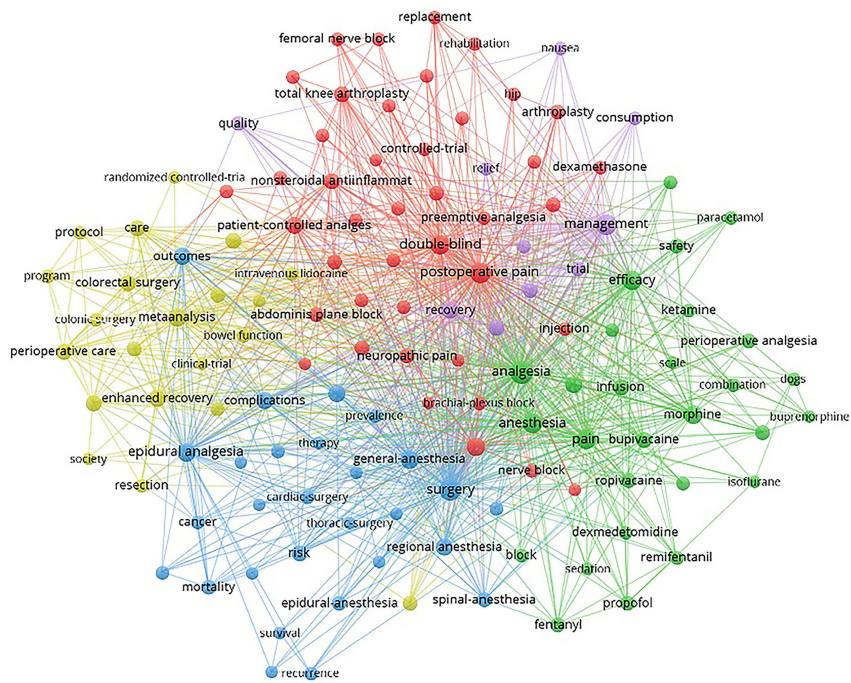 replacement
femoral nerve block
rehabilitation
nausea
total knee arthroplasty
hip
arthroplasty
consumption
quality
controlled-trial
randomized controlled-tria
nonsteroidal antiinflammat
relief
dexamethasone
patient-controlled analges
preemptive analgesia
management
paracetamol
protocol
care
double-blind
safety
outcomes
postoperative pain
trial
program
colorectal surgery
intravenous lidocaine
efficacy
colonic surgery
metaanalysis
abdominis plane block
recovery
ketamine
bowel function
injection
perioperative care
clinical-trial
neuropathic pain
perioperative analgesia
scale
analgesia
dogs
enhanced recovery
complications
brachial-plexus block
infusion
combination
prevalence
morphine
buprenorphine
anesthesia
epidural analgesia
therapy
pain
bupivacaine
society
general-anesthesia
nerve block
resection
surgery
ropivacaine
isoflurane
cardiac-surgery
cancer
thoracic-surgery
dexmedetomidine
risk
regional anesthesia
block
remifentanil
mortality
sedation
epidural-anesthesia
spinal-anesthesia
propofol
fentanyl
survival
recurrence